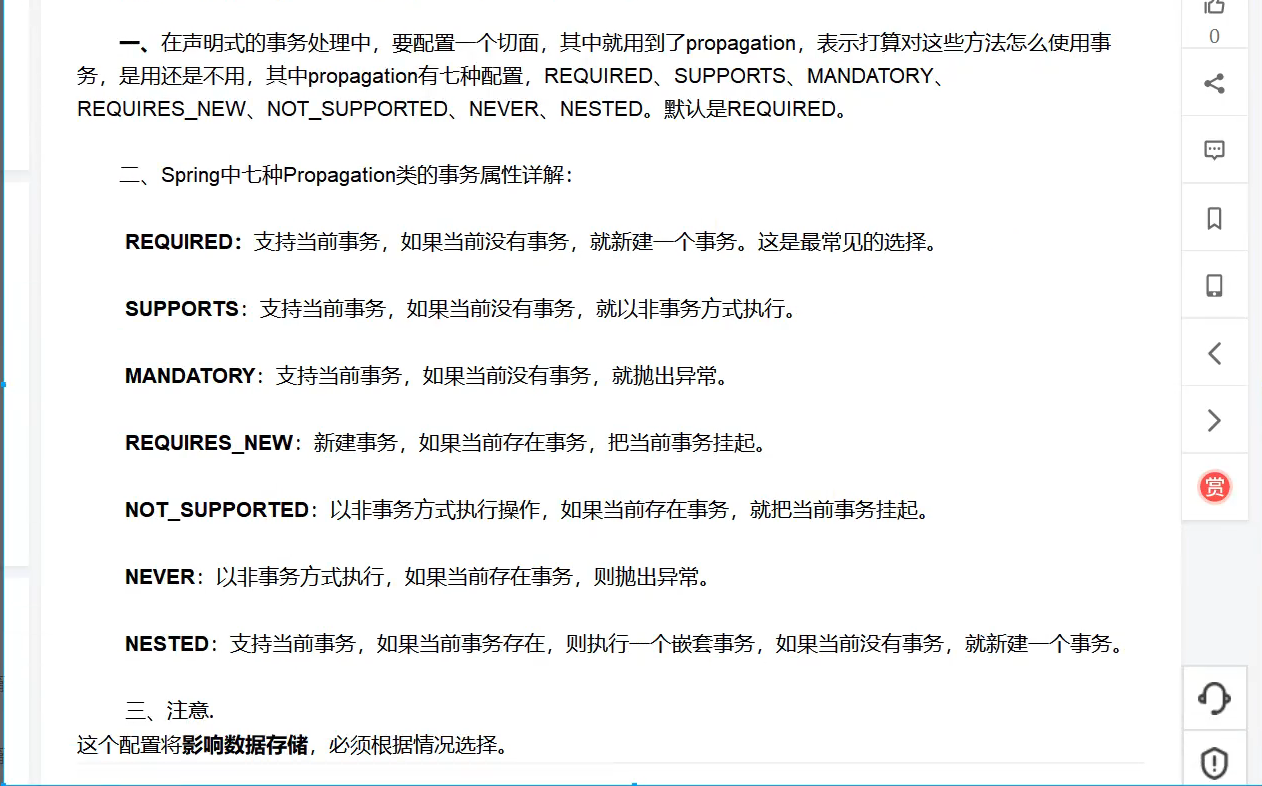 一、在声明式的事务处理中，要配置一个切面，其中就用到了propagation，表示打算对这些方法怎么使用事
务，是用还是不用，其中propagation有七种配置，REQUIRED、SUPPORTS、MANDATORY、
REQUIRES_NEW、NOT_SUPPORTED、NEVER、NESTED。默认是REQUIRED。
二、Spring中七种Propagation类的事务属性详解：
REQUIRED：支持当前事务，如果当前没有事务，就新建一个事务。这是最常见的选择。
SUPPORTS：支持当前事务，如果当前没有事务，就以非事务方式执行。
MANDATORY：支持当前事务，如果当前没有事务，就抛出异常。
REQUIRES_NEW：新建事务，如果当前存在事务，把当前事务挂起。
NOT_SUPPORTED：以非事务方式执行操作，如果当前存在事务，就把当前事务挂起。
NEVER：以非事务方式执行，如果当前存在事务，则抛出异常。
NESTED：支持当前事务，如果当前事务存在，则执行一个嵌套事务，如果当前没有事务，就新建一个事务。
三、注意.
这个配置将影响数据存储，必须根据情况选择。
0
赏